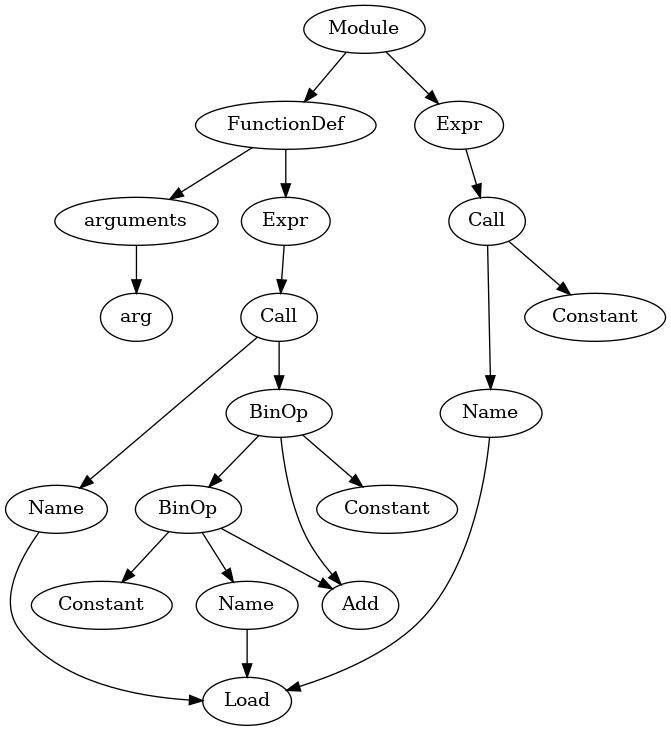 Module
FunctionDef
Expr
arguments
Expr
Call
arg
Call
Constant
BinOp
Name
Name
BinOp
Constant
Constant
Name
Add
Load